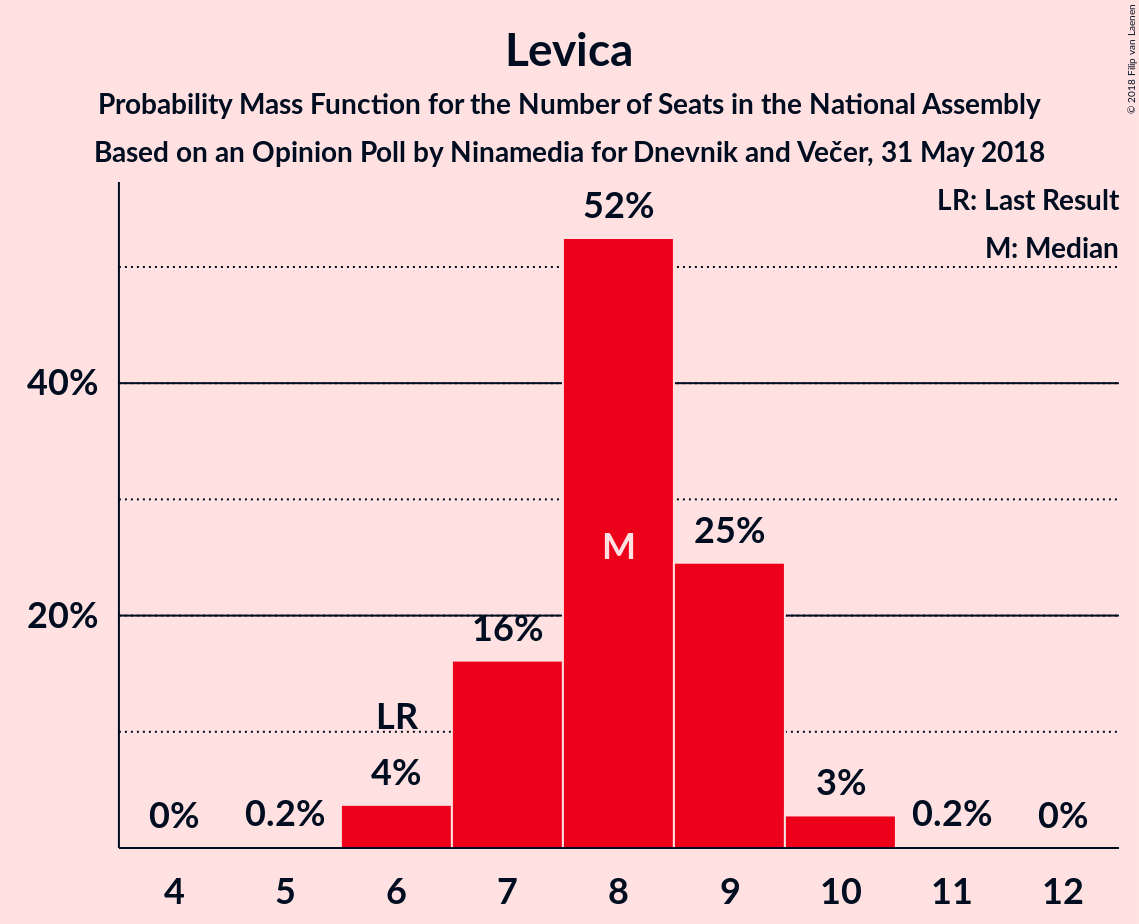 Levica
Probability Mass Function for the Number of Seats in the National Assembly
Based on an Opinion Poll by Ninamedia for Dnevnik and Večer, 31 May 2018
© 2018 Filip van Laenen
LR: Last Result
M: Median
52%
40%
25%
M
20%
16%
LR
4%
3%
0%
0.2%
0.2%
0%
4 5 6 7 8 9 10 11 12